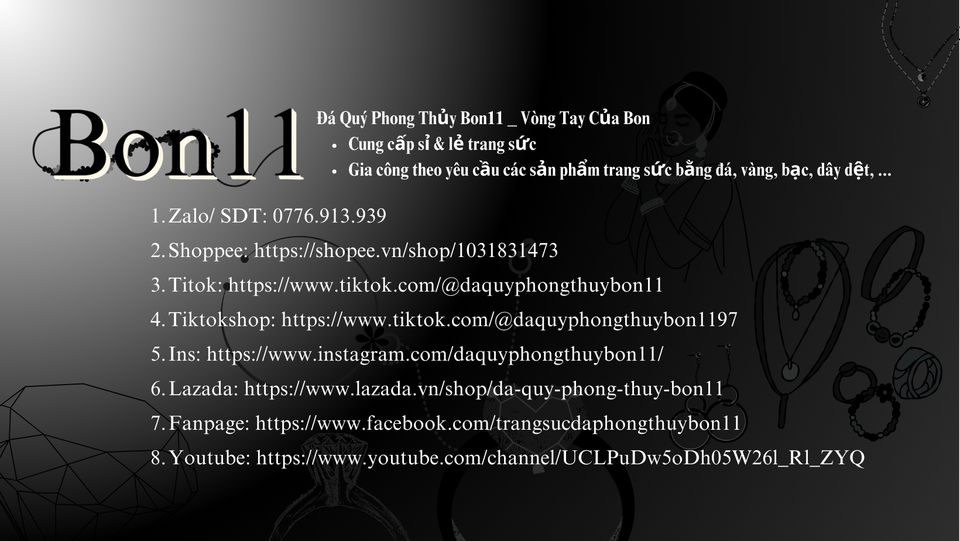 Bon11
Đá Quý Phong Thủy Bon11 _ Vòng Tay Của Bon
• Cung cấp sỉ & lẻ trang sức
• Gia công theo yêu cầu các sản phẩm trang sức bằng đá, vàng, bạc, dây dệt, ...
1. Zalo/ SDT: 0776.913.939
2. Shoppee: https://shopee.vn/shop/1031831473
3. Titok: https://www.tiktok.com/@daquyphongthuybon11
4. Tiktokshop: https://www.tiktok.com/@daquyphongthuybon1197
5. Ins: https://www.instagram.com/daquyphongthuybon11/
6. Lazada: https://www.lazada.vn/shop/da-quy-phong-thuy-bon11
7. Fanpage: https://www.facebook.com/trangsucdaphongthuybon11
8. Youtube: https://www.youtube.com/channel/UCLPuDw5oDh05W26l_Rl_ZYQ